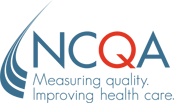 NCQA
Measuring quality.
Improving health care.